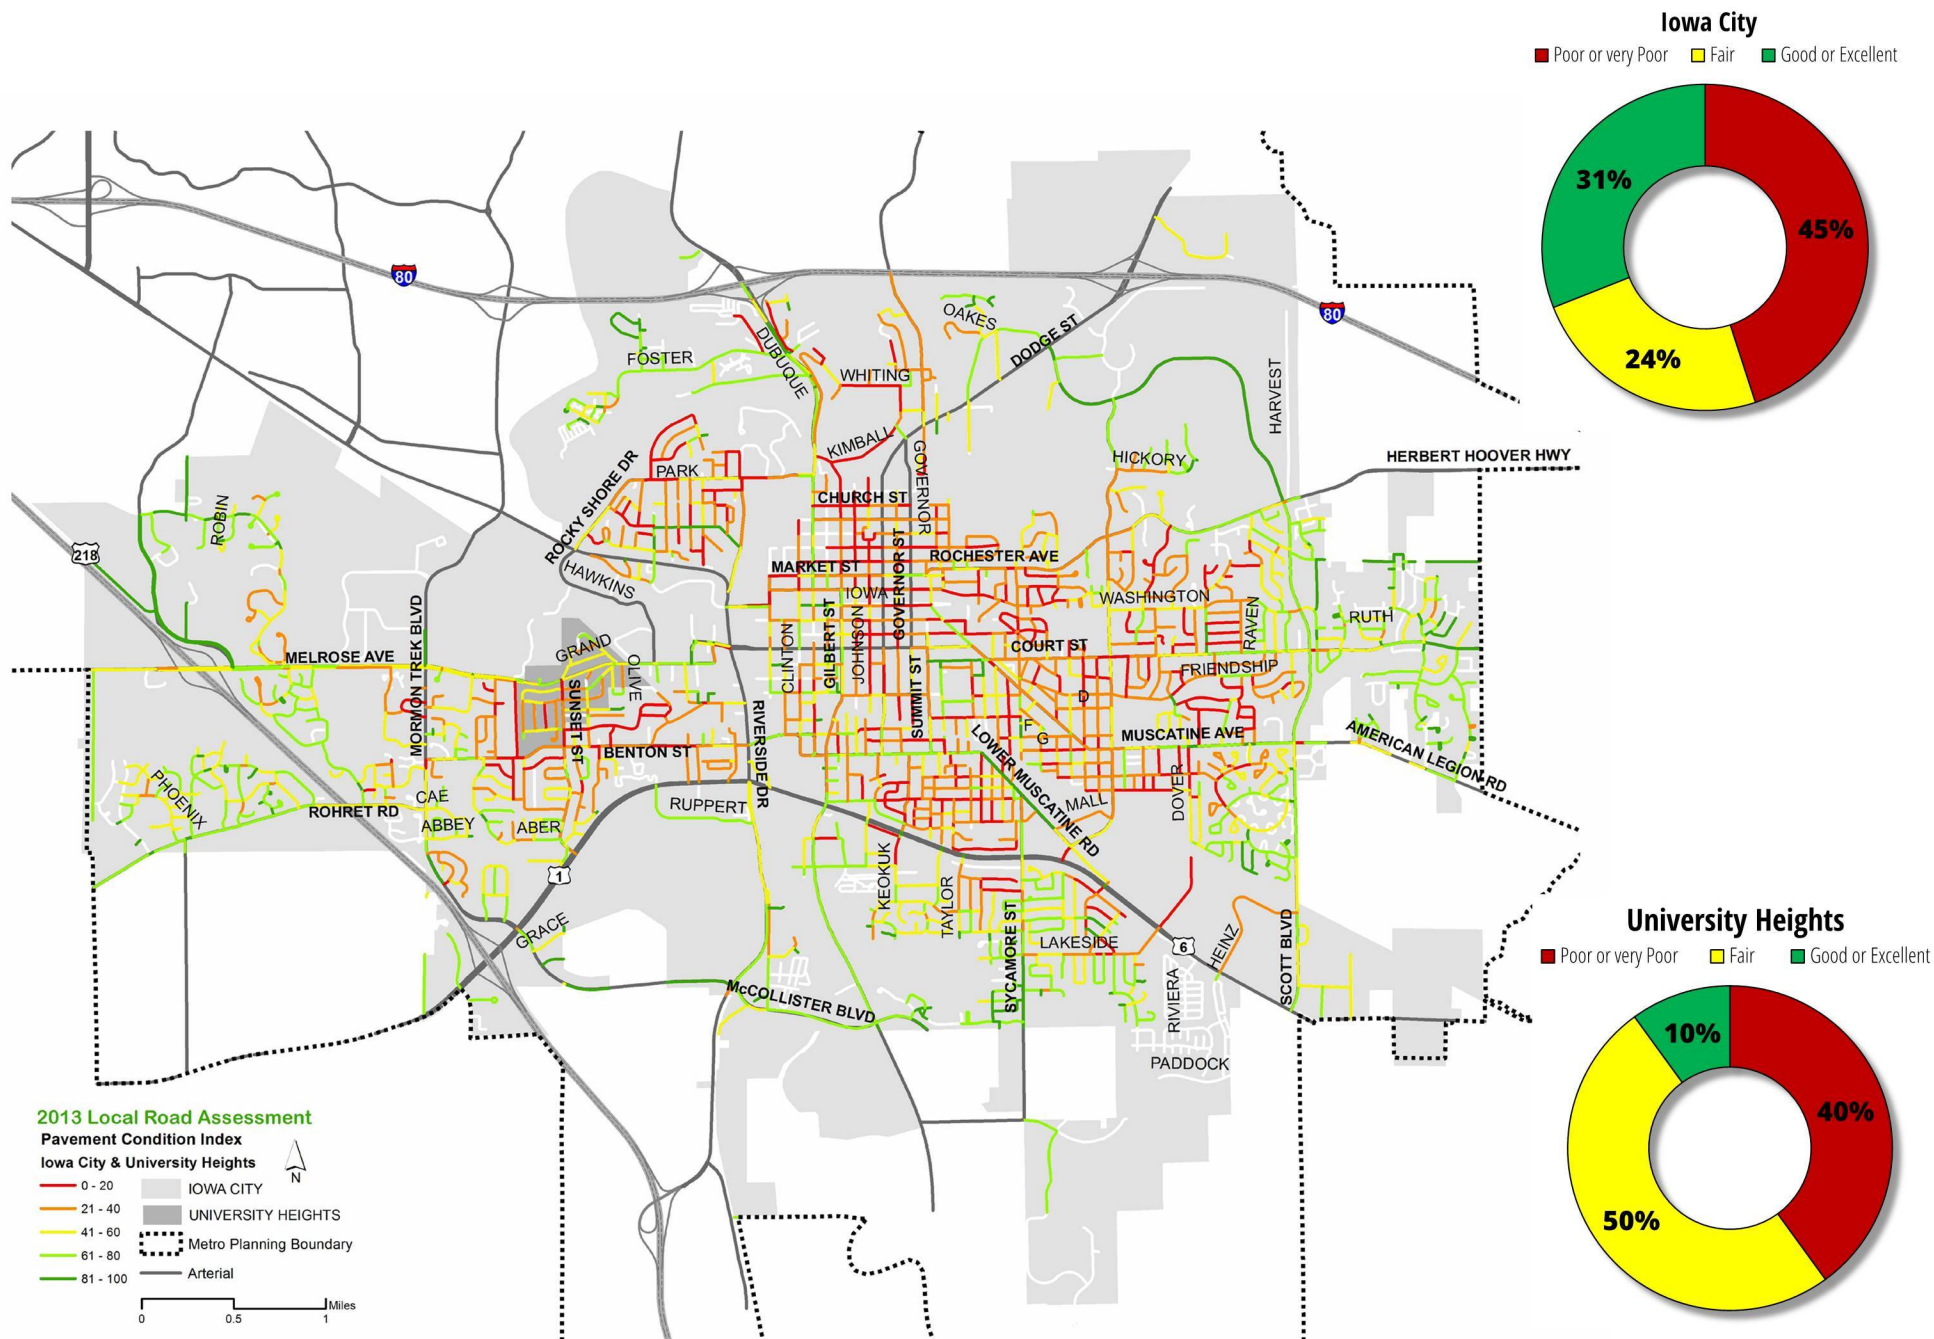 Iowa City
Poor or very Poor Fair Good or Excellent
31%
45%
24%
80
80
OAKES
DODGE ST
DUBUQUE
FOSTER
WHITING
HARVEST
KIMBALL
GOVERNOR
HICKORY
HERBERT HOOVER HWY
PARK
ROCKY SHORE DR
CHURCH ST
ROBIN
218
ROCHESTER AVE
MARKET ST
HAWKINS
IOWA
GOVERNOR ST
WASHINGTON
RAVEN
RUTH
MORMON TREK BLVD
GRAND
CLINTON
GILBERT ST
JOHNSON
COURT ST
MELROSE AVE
OLIVE
SUMMIT ST
FRIENDSHIP
SUNSET ST
D
F
G
RIVERSIDE DR
MUSCATINE AVE
AMERICAN LEGION RD
BENTON ST
LOWER MUSCATINE RD
PHOENIX
CAE
ROHRET RD
RUPPERT
MALL
DOVER
ABBEY
ABER
1
KEOKUK
TAYLOR
GRACE
SYCAMORE ST
LAKESIDE
6
HEINZ
SCOTT BLVD
McCOLLISTER BLVD
RIVIERA
PADDOCK
University Heights
Poor or very Poor Fair Good or Excellent
10%
40%
50%
2013 Local Road Assessment
Pavement Condition Index
Iowa City & University Heights
N
0 - 20
21 - 40
41 - 60
61 - 80
81 - 100
IOWA CITY
UNIVERSITY HEIGHTS
Metro Planning Boundary
Arterial
Miles
0 0.5 1